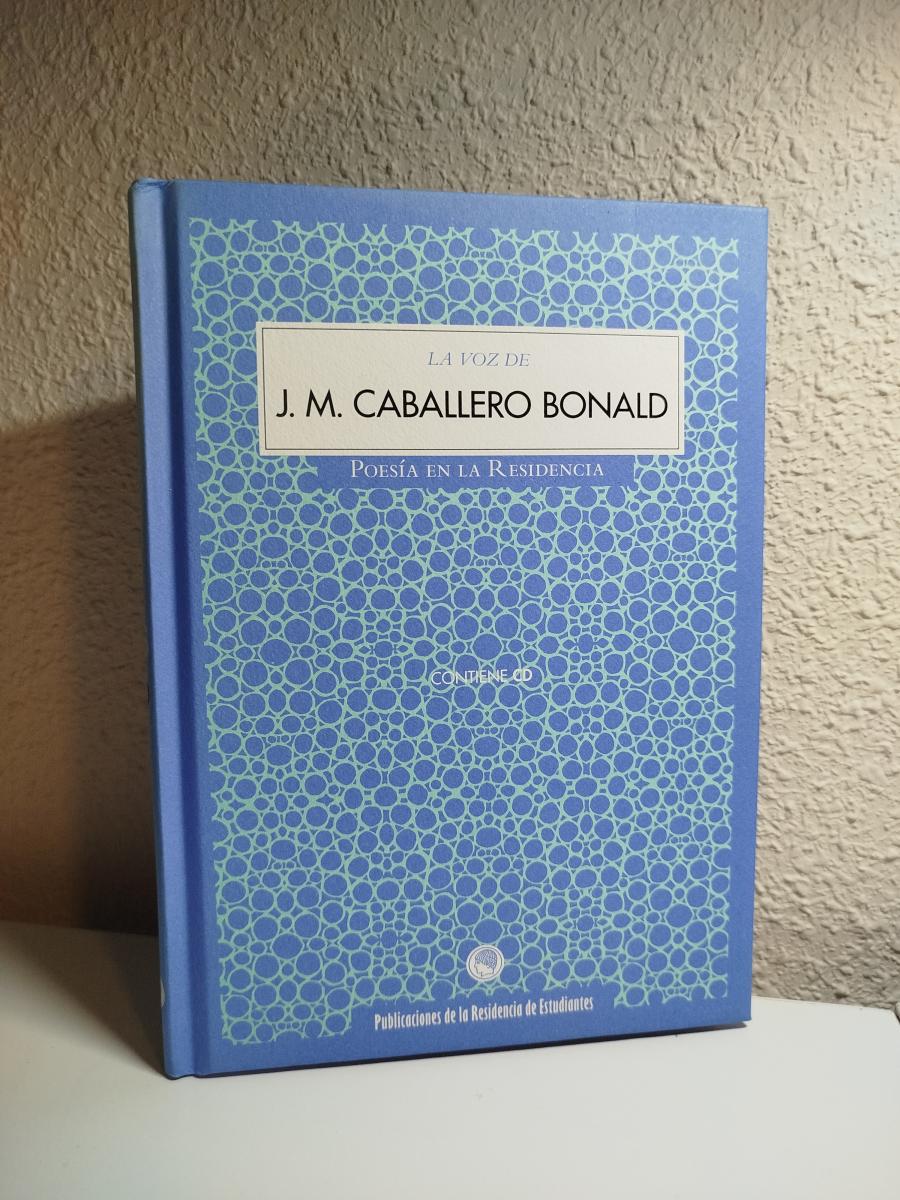 LA VOZ DE
J. M. CABALLERO BONALD
POESÍA EN LA RESIDENCIA
CONTIENE CD
Publicaciones de la Residencia de Estudiantes